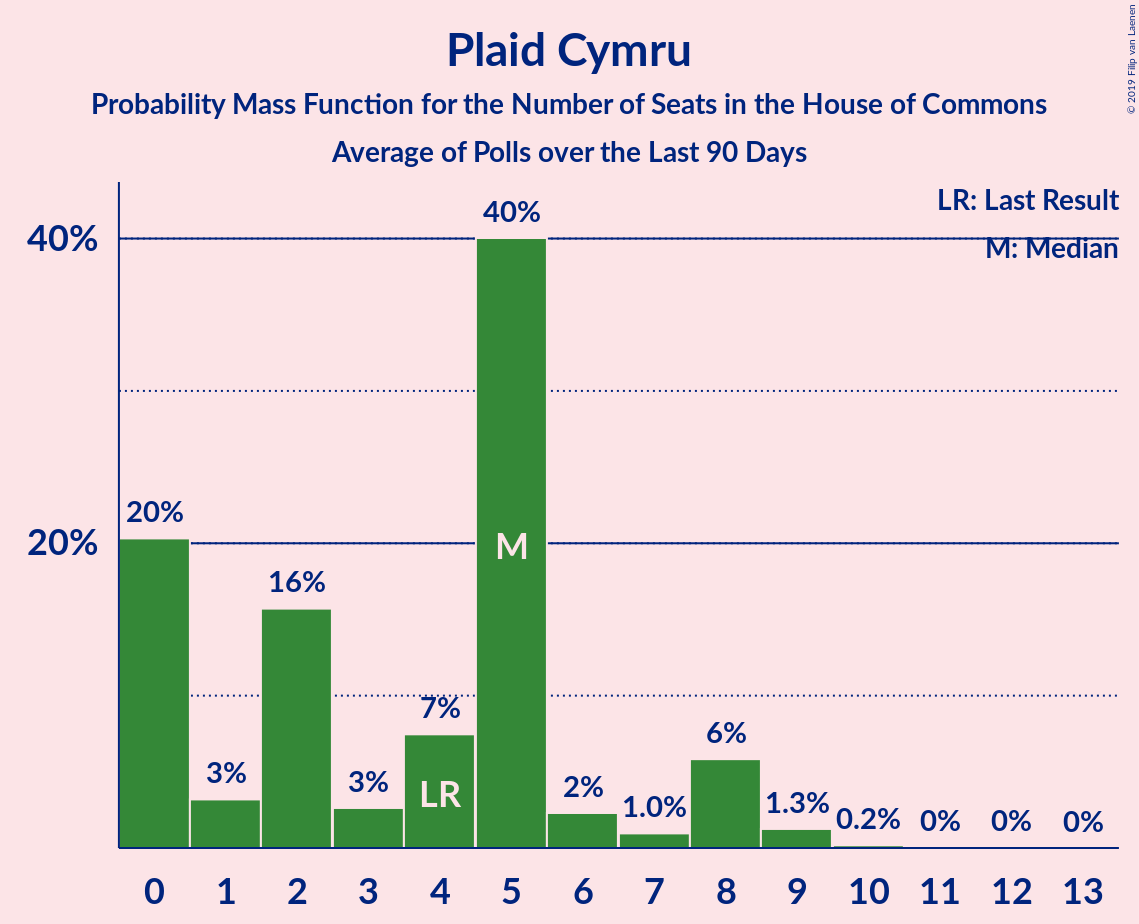 Plaid Cymru
Probability Mass Function for the Number of Seats in the House of Commons
Average of Polls over the Last 90 Days
© 2019 Filip van Laenen
LR: Last Result
M: Median
40%
20%
20%
3%
16%
3%
7%
40%
2%
1.0%
6%
1.3%
0.2%
0%
0%
0%
LR
M
0 1 2 3 4 5 6 7 8 9 10 11 12 13